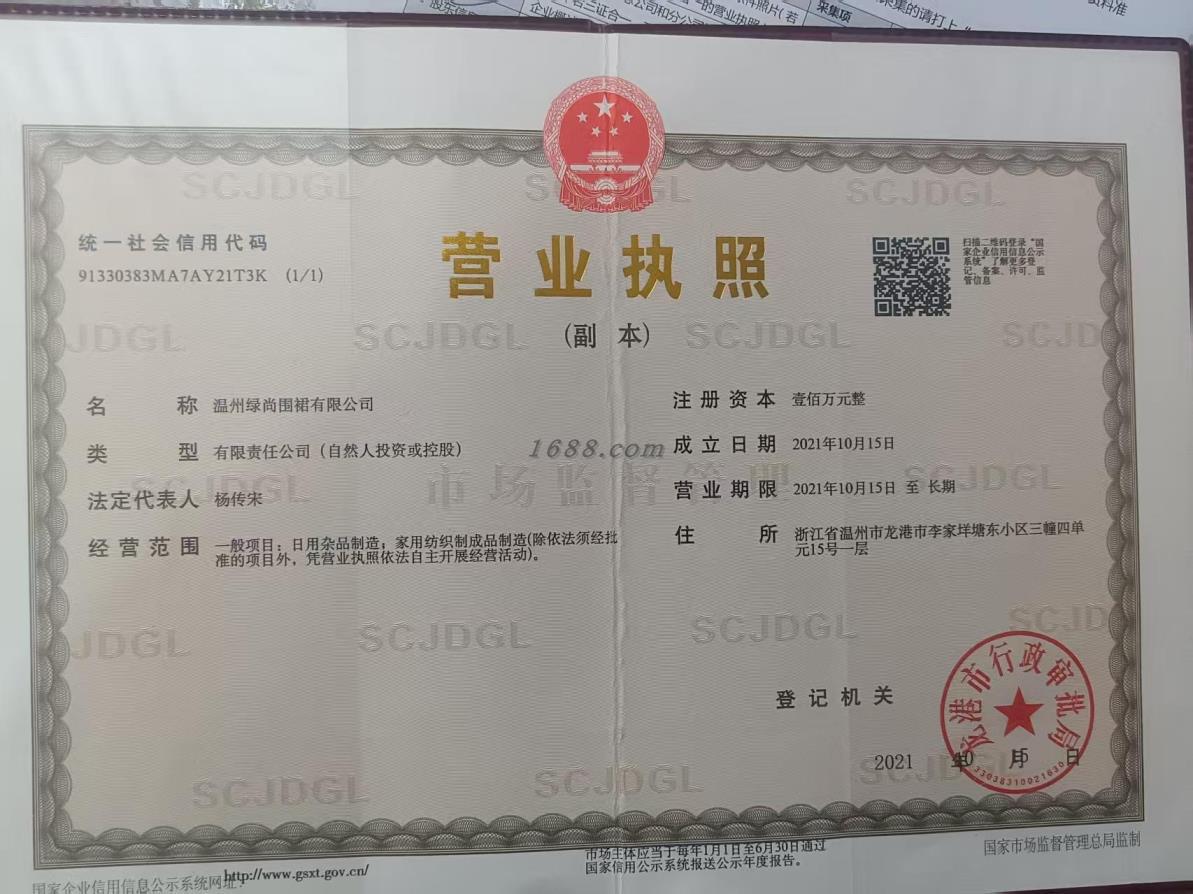 采集项
统一社会信用代码
91330383MA7AY21T3K (1/1)
营业执照
(副 本)
扫描二维码登录"国
家企业信用信息公示
系统"了解更多登
记、备案、许可、监
管信息
名 称 温州绿尚围裙有限公司
类 型 有限责任公司（自然人投资或控股）
法定代表人 杨传宋
经营范围 一般项目：日用杂品制造；家用纺织制成品制造(除依法须经批
准的项目外，凭营业执照依法自主开展经营活动)。
注册资本 壹佰万元整
成立日期 2021年10月15日
营业期限 2021年10月15日 至 长期
住 所 浙江省温州市龙港市李家垟塘东小区三幢四单
元15号一层
1688.com
市场监督管理
SCJDGL
登记机关
龙港市行政审批局
2021 年10 月15 日
国家企业信用信息公示系统网址：http://www.gsxt.gov.cn/
市场主体应当于每年1月1日至6月30日通过
国家信用公示系统报送公示年度报告。
国家市场监督管理总局监制